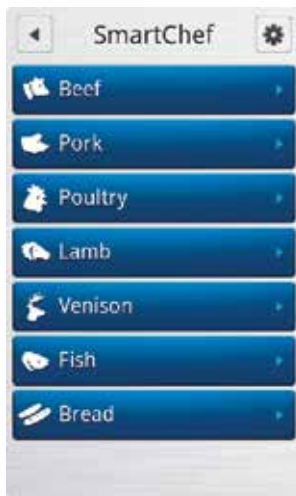 SmartChef
Beef
Pork
Poultry
Lamb
Venison
Fish
Bread